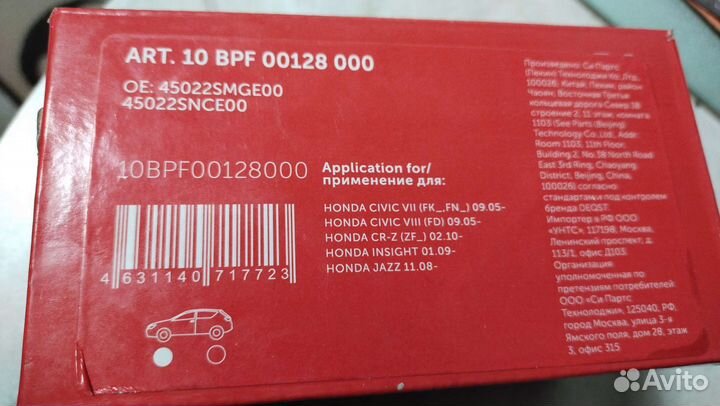 ART. 10 BPF 00128 000
OE: 45022SMGE00
45022SNCE00
10BPF00128000
Application for/
применение для:
HONDA CIVIC VII (FK_,FN_) 09.05-
HONDA CIVIC VIII (FD) 09.05-
HONDA CR-Z (ZF_) 02.10-
HONDA INSIGHT 01.09-
HONDA JAZZ 11.08-
4 631140 717723
Произведено: Си Партс
(Пекин) Технолоджи Ко., Лтд.,
100026, Китай, Пекин, район
Чаоян, Восточная Третья
кольцевая дорога Север 38
строение 2, 11 этаж, комната
1103 (See Parts (Beijing)
Technology Co., Ltd., Addr:
Room 1103, 11th Floor,
Building 2, No.38 North Road
East 3rd Ring, Chaoyang
District, Beijing, China,
100026) согласно
стандартам и под контролем
бренда DEQST.
Импортер в РФ ООО
«УНТС», 117198, Москва,
Ленинский проспект, д.
113/1, офис Д103.
Организация
уполномоченная по
претензиям потребителей:
ООО «Си Партс
Технолоджи», 125040, РФ,
город Москва, улица 3-я
Ямского поля, дом 28, этаж
3, офис 315
Avito